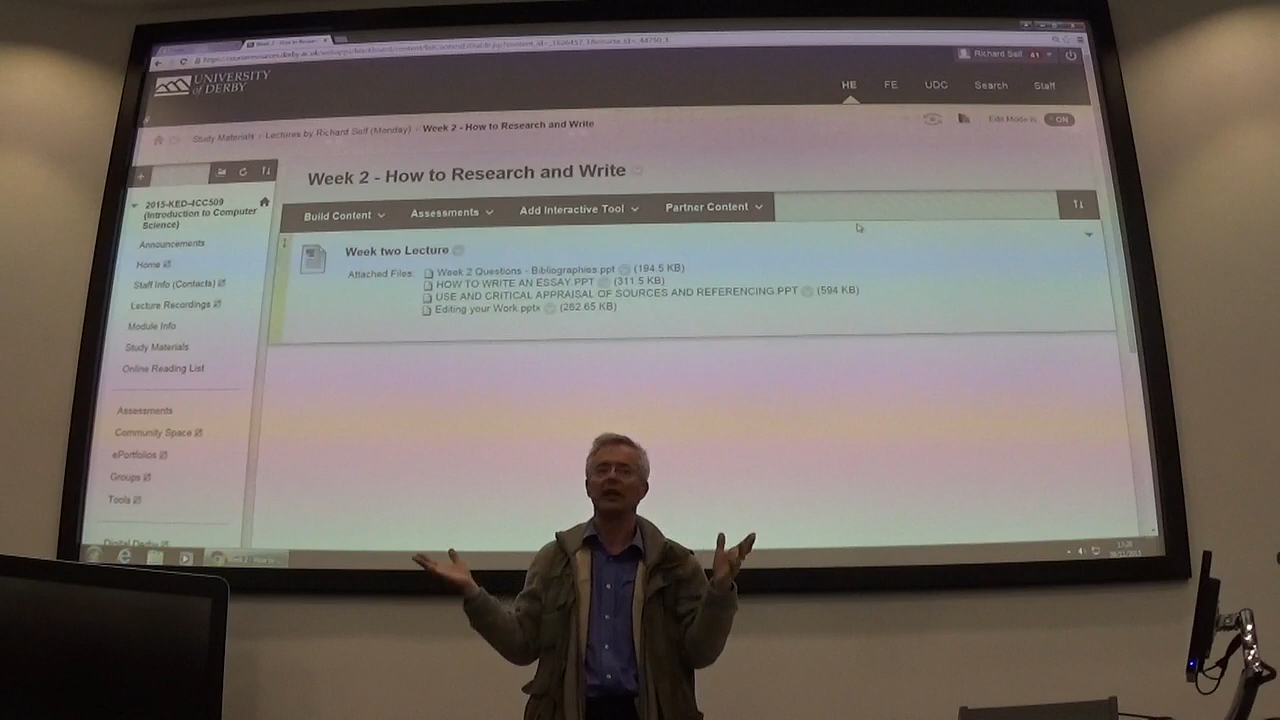 UNIVERSITY
of DERBY
Richard Self 41
HE FE UDC Search Staff
Study Materials Lectures by Richard Self (Monday) Week 2 - How to Research and Write
Edit Mode is: ON
Week 2 - How to Research and Write
Build Content Assessments Add Interactive Tool Partner Content
2015-KED-4CC509
(Introduction to Computer
Science)
Announcements
Home
Staff Info (Contacts)
Lecture Recordings
Module Info
Study Materials
Online Reading List
Assessments
Community Space
ePortfolios
Groups
Tools
Week two Lecture
Attached Files:
Week 2 Questions - Bibliographies.ppt (194.5 KB)
HOW TO WRITE AN ESSAY.PPT (311.5 KB)
USE AND CRITICAL APPRAISAL OF SOURCES AND REFERENCING.PPT (594 KB)
Editing your Work.pptx (262.65 KB)